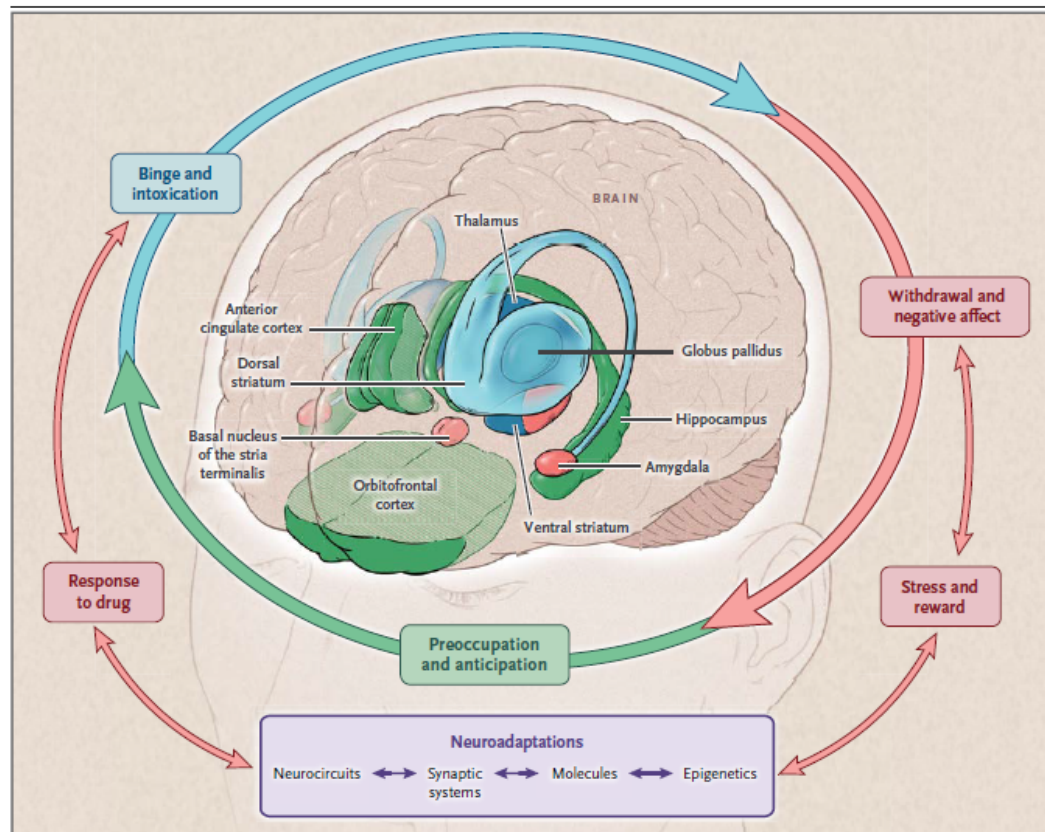 Binge and
intoxication
BRAIN
Thalamus
Anterior
cingulate cortex
Withdrawal and
negative affect
Dorsal
striatum
Globus pallidus
Basal nucleus
of the stria
terminalis
Hippocampus
Amygdala
Orbitofrontal
cortex
Ventral striatum
Response
to drug
Stress and
reward
Preoccupation
and anticipation
Neuroadaptations
Neurocircuits
Synaptic
systems
Molecules
Epigenetics